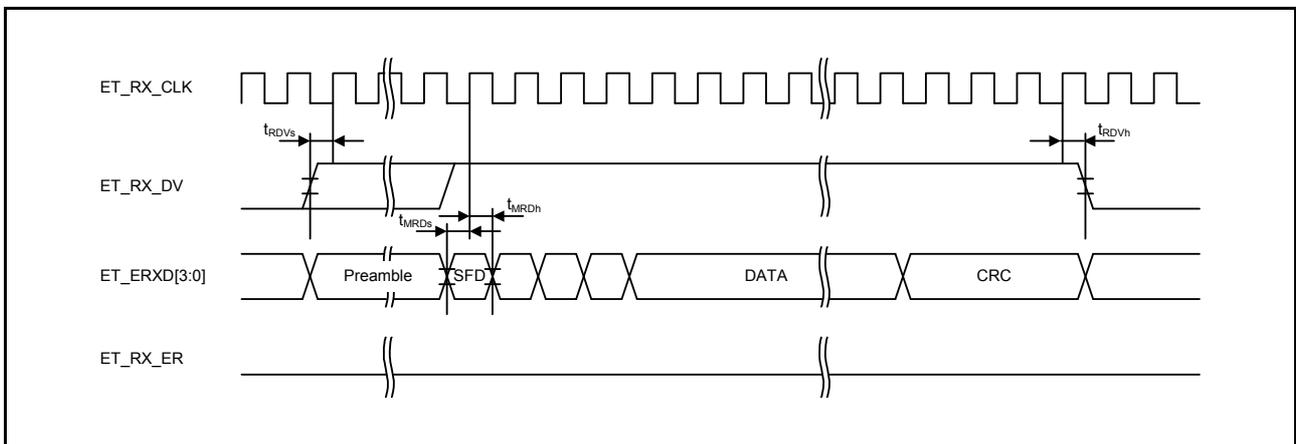 ET_RX_CLK
tRDVs
tRDVh
ET_RX_DV
tMRDs
tMRDh
ET_ERXD[3:0]
Preamble
SFD
DATA
CRC
ET_RX_ER